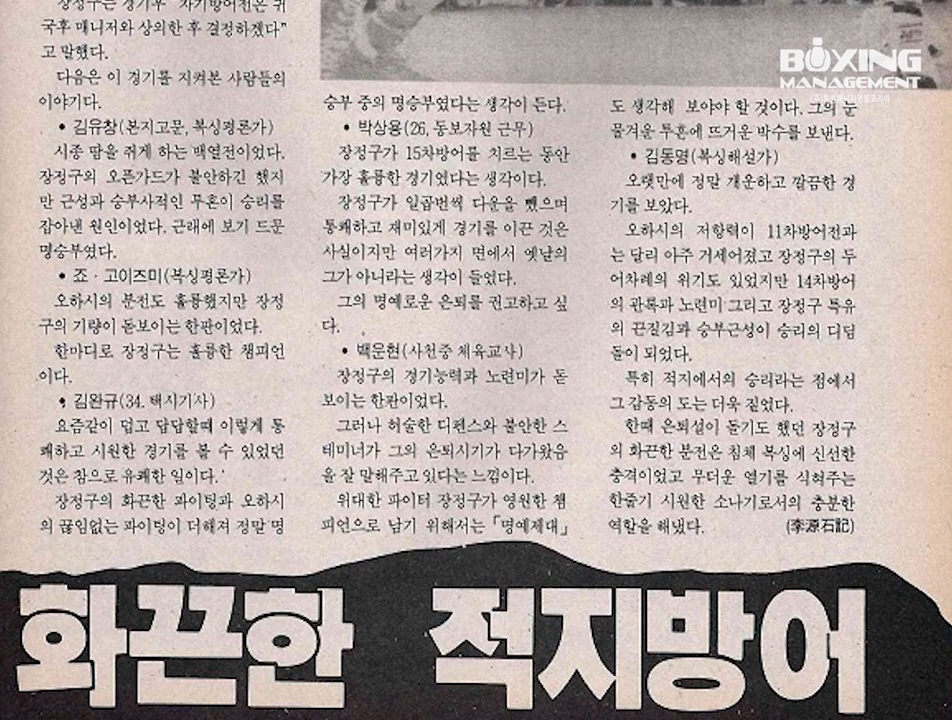 장정구는 경기후 "차기방어전은 귀
국후 매니저와 상의한 후 결정하겠다"
고 말했다.
다음은 이 경기를 지켜본 사람들의
이야기다.
• 김유창(본지고문, 복싱평론가)
시종 땀을 쥐게 하는 백열전이었다.
장정구의 오픈가드가 불안하긴 했지
만 근성과 승부사적인 투혼이 승리를
잡아낸 원인이었다. 근래에 보기 드문
명승부였다.
• 죠·고이즈미(복싱평론가)
오하시의 분전도 훌륭했지만 장정
구의 기량이 돋보이는 한판이었다.
한마디로 장정구는 훌륭한 챔피언
이다.
• 김완규(34. 택시기사)
요즘같이 덥고 답답할때 이렇게 통
쾌하고 시원한 경기를 볼 수 있었던
것은 참으로 유쾌한 일이다.
장정구의 화끈한 파이팅과 오하시
의 끊임없는 파이팅이 더해져 정말 명
승부 중의 명승부였다는 생각이 든다.
• 박상용(26, 동보자원 근무)
장정구가 15차방어를 치르는 동안
가장 훌륭한 경기였다는 생각이다.
장정구가 일곱번씩 다운을 뺐으며
통쾌하고 재미있게 경기를 이끈 것은
사실이지만 여러가지 면에서 옛날의
그가 아니라는 생각이 들었다.
그의 명예로운 은퇴를 권고하고 싶
다.
• 백운현(사천중 체육교사)
장정구의 경기능력과 노련미가 돋
보이는 한판이었다.
그러나 허술한 디펜스와 불안한 스
테미너가 그의 은퇴시기가 다가왔음
을 잘 말해주고 있다는 느낌이다.
위대한 파이터 장정구가 영원한 챔
피언으로 남기 위해서는 「명예제대」
도 생각해 보아야 할 것이다. 그의 눈
물겨운 투혼에 뜨거운 박수를 보낸다.
• 김동명(복싱해설가)
오랫만에 정말 개운하고 깔끔한 경
기를 보았다.
오하시의 저항력이 11차방어전과
는 달리 아주 거세어졌고 장정구의 두
어차례의 위기도 있었지만 14차방어
의 관록과 노련미 그리고 장정구 특유
의 끈질김과 승부근성이 승리의 디딤
돌이 되었다.
특히 적지에서의 승리라는 점에서
그 감동의 도는 더욱 짙었다.
한때 은퇴설이 돌기도 했던 장정구
의 화끈한 분전은 침체 복싱에 신선한
충격이었고 무더운 열기를 식혀주는
한줄기 시원한 소나기로서의 충분한
역할을 해냈다. (李源石記)
화끈한 적지방어
BOXING
MANAGEMENT